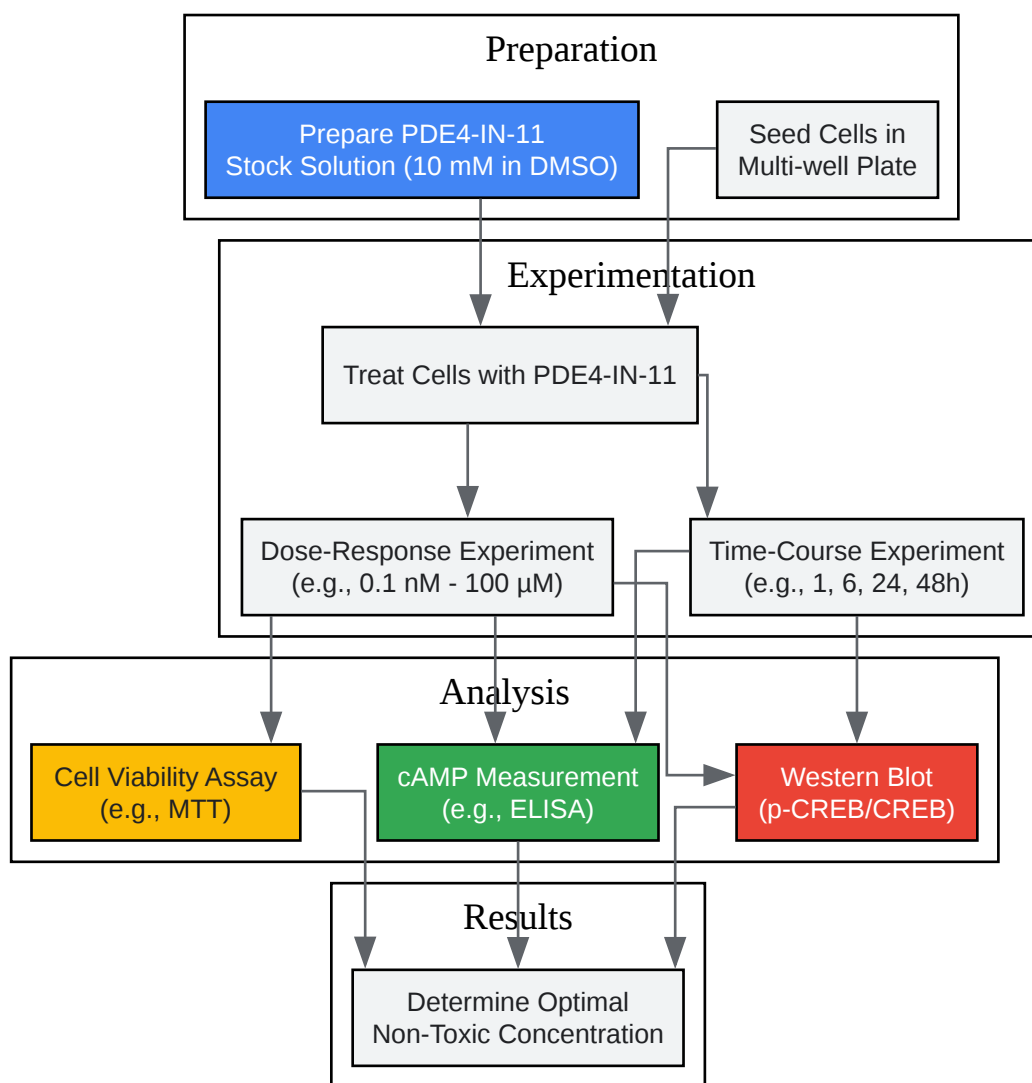 Preparation
Prepare PDE4-IN-11
Stock Solution (10 mM in DMSO)
Seed Cells in
Multi-well Plate
Experimentation
Treat Cells with PDE4-IN-11
Dose-Response Experiment
(e.g., 0.1 nM - 100 µM)
Time-Course Experiment
(e.g., 1, 6, 24, 48h)
Analysis
Cell Viability Assay
(e.g., MTT)
cAMP Measurement
(e.g., ELISA)
Western Blot
(p-CREB/CREB)
Results
Determine Optimal
Non-Toxic Concentration